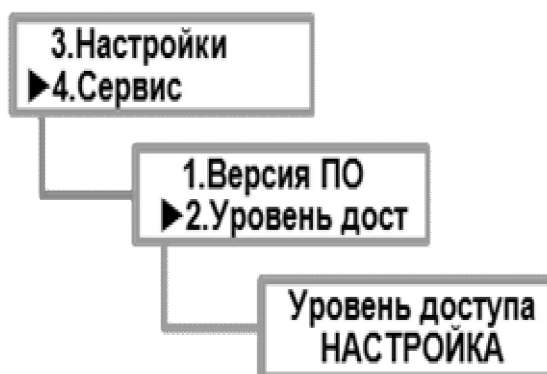 3.Настройки
▶4.Сервис
1.Версия ПО
▶2.Уровень дост
Уровень доступа
НАСТРОЙКА